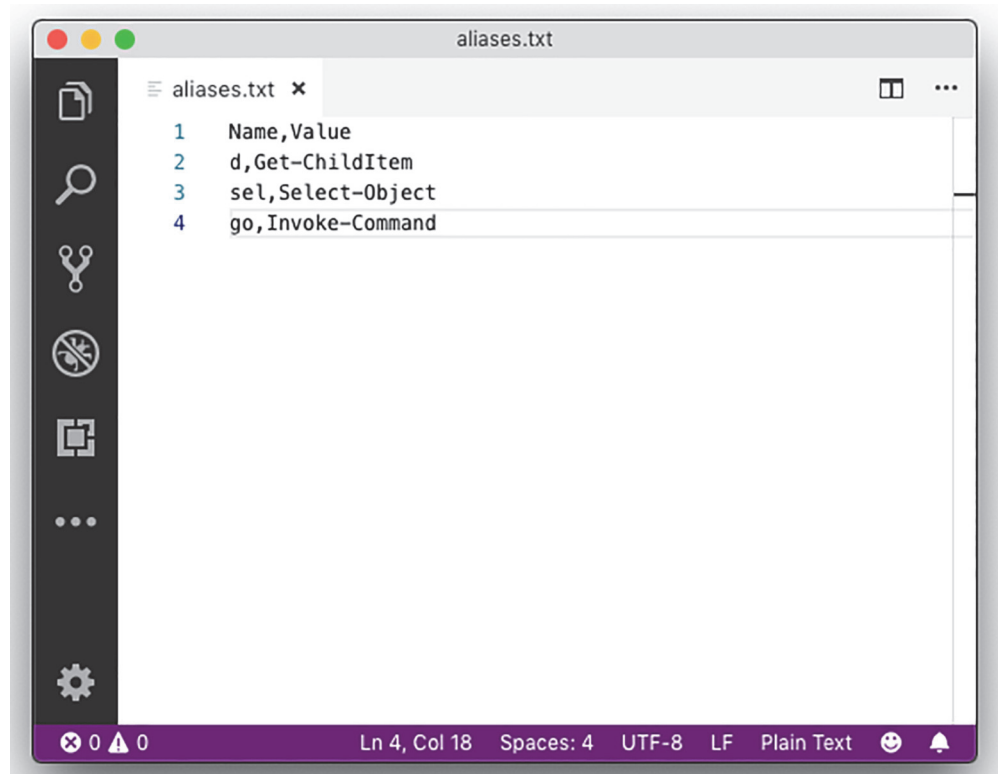 aliases.txt
aliases.txt
1 Name,Value
2 d,Get-ChildItem
3 sel,Select-Object
4 go,Invoke-Command
0 0 Ln 4, Col 18 Spaces: 4 UTF-8 LF Plain Text